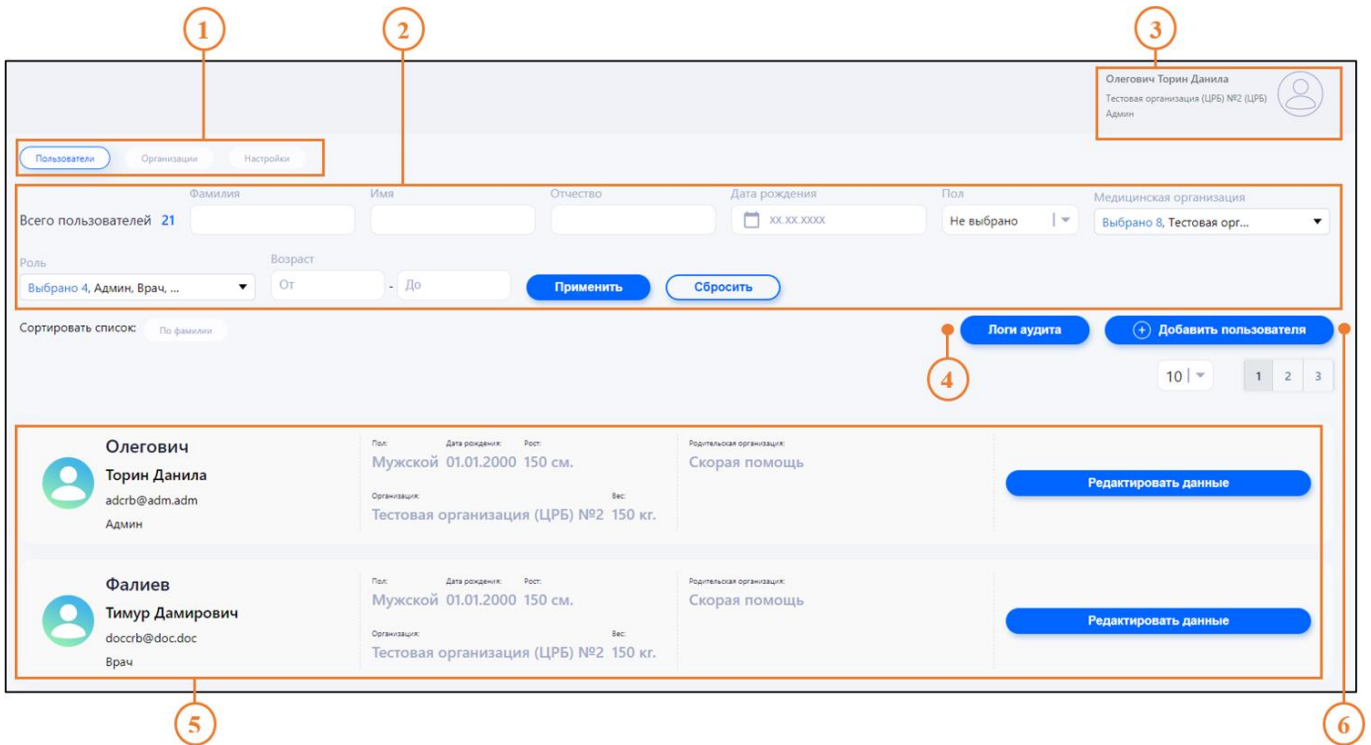 1 2 3
Олегович Торин Данила
Тестовая организация (ЦРБ) №2 (ЦРБ)
Админ
Пользователи Организации Настройки
Фамилия Имя Отчество Дата рождения Пол Медицинская организация
Всего пользователей 21 xx.xx.xxxx Не выбрано Выбрано 8, Тестовая орг...
Роль Возраст
Выбрано 4, Админ, Врач, ... От - До Применить Сбросить
Сортировать список: По фамилии Логи аудита Добавить пользователя
4
10 1 2 3
Олегович
Торин Данила
adcrb@adm.adm
Админ
Пол: Дата рождения: Рост:
Мужской 01.01.2000 150 см.
Организация: Вес:
Тестовая организация (ЦРБ) №2 150 кг.
Родительская организация:
Скорая помощь
Редактировать данные
Фалиев
Тимур Дамирович
doccrb@doc.doc
Врач
Пол: Дата рождения: Рост:
Мужской 01.01.2000 150 см.
Организация: Вес:
Тестовая организация (ЦРБ) №2 150 кг.
Родительская организация:
Скорая помощь
Редактировать данные
5 6